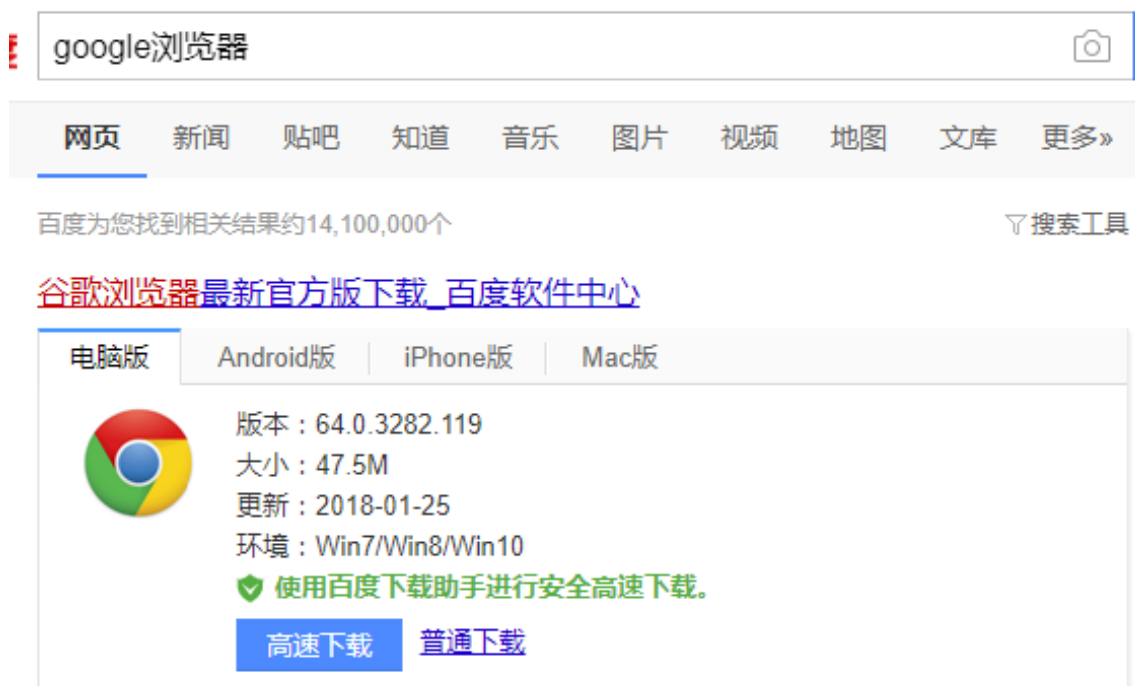 google浏览器
网页 新闻 贴吧 知道 音乐 图片 视频 地图 文库 更多»
百度为您找到相关结果约14,100,000个 搜索工具
谷歌浏览器最新官方版下载_百度软件中心
电脑版 Android版 iPhone版 Mac版
版本：64.0.3282.119
大小：47.5M
更新：2018-01-25
环境：Win7/Win8/Win10
使用百度下载助手进行安全高速下载。
高速下载 普通下载